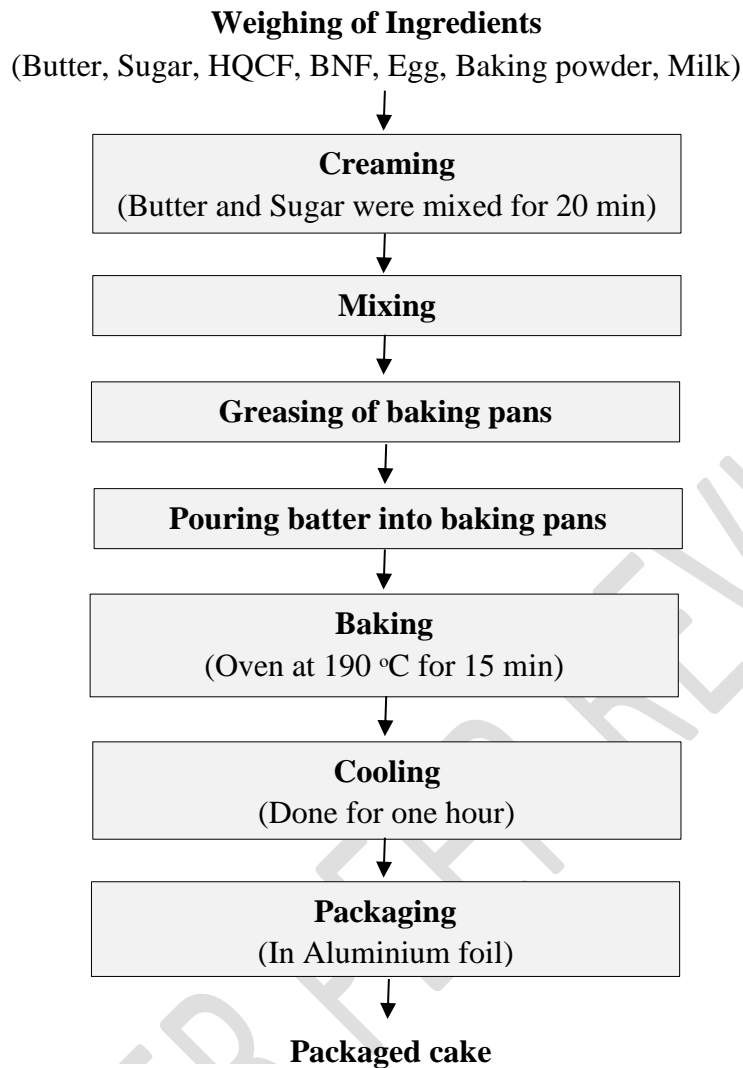 Weighing of Ingredients
(Butter, Sugar, HQCF, BNF, Egg, Baking powder, Milk)
Creaming
(Butter and Sugar were mixed for 20 min)
Mixing
Greasing of baking pans
Pouring batter into baking pans
Baking
(Oven at 190 °C for 15 min)
Cooling
(Done for one hour)
Packaging
(In Aluminium foil)
Packaged cake